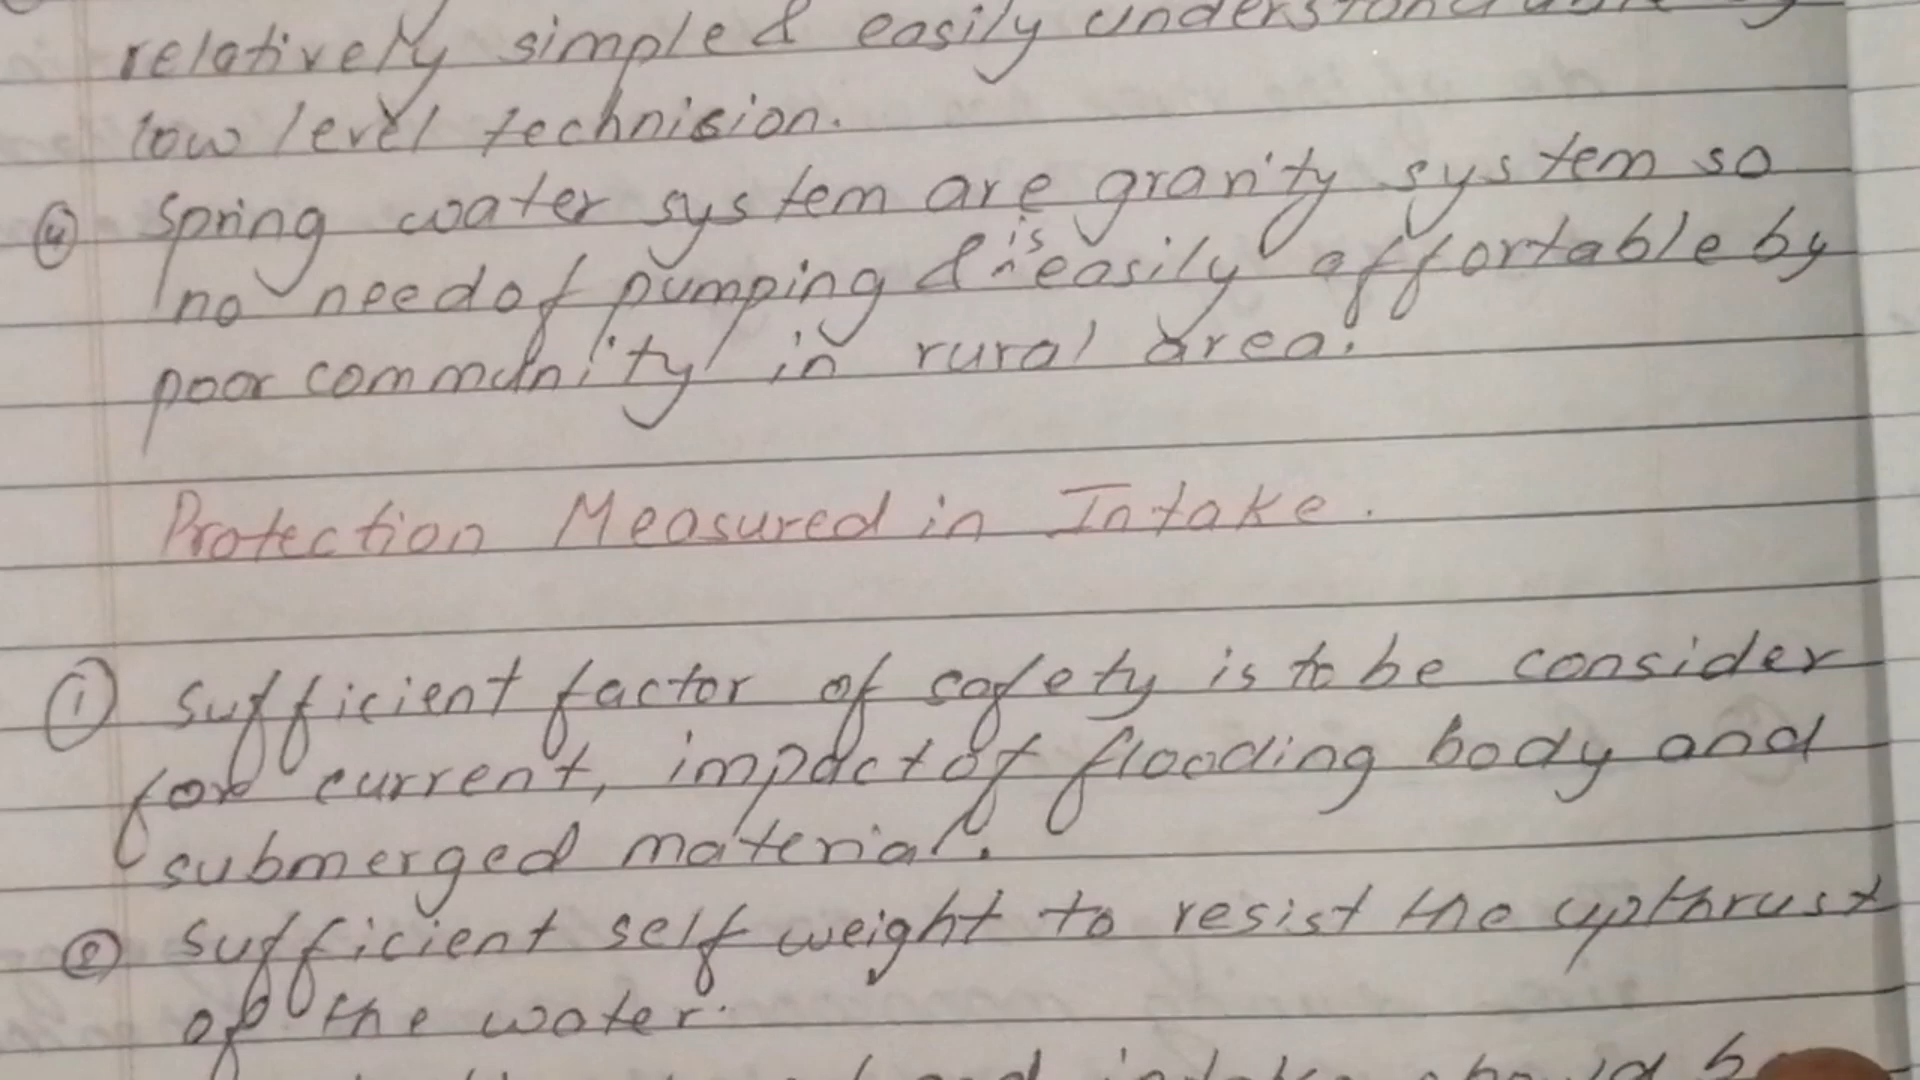 relatively simple & easily understandable by
low level technision.
④ Spring water system are gravity system so
no need of pumping & is easily affortable by
poor community in rural area.
Protection Measured in Intake.
① Sufficient factor of safety is to be consider
for current, impact of flooding body and
submerged material.
② Sufficient self weight to resist the upthrust
of the water.